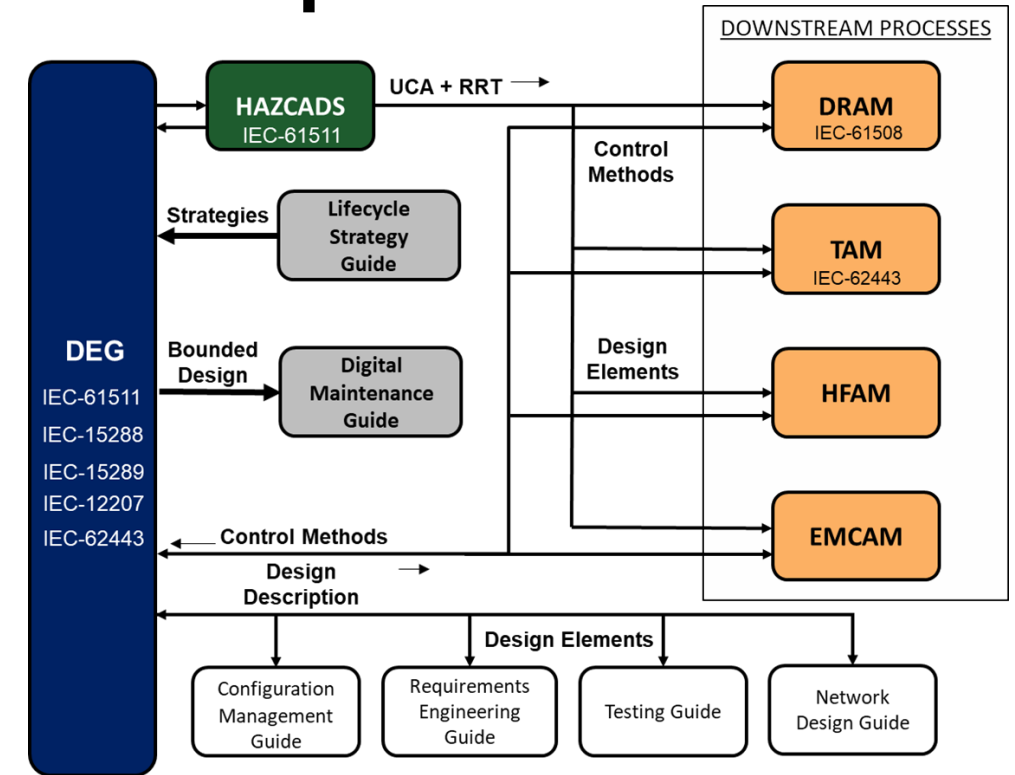 DOWNSTREAM PROCESSES
HAZCADS
IEC-61511
UCA + RRT
DRAM
IEC-61508
Control
Methods
Strategies
Lifecycle
Strategy
Guide
TAM
IEC-62443
DEG
IEC-61511
IEC-15288
IEC-15289
IEC-12207
IEC-62443
Bounded
Design
Digital
Maintenance
Guide
Design
Elements
HFAM
Control Methods
EMCAM
Design
Description
Design Elements
Configuration
Management
Guide
Requirements
Engineering
Guide
Testing Guide
Network
Design Guide